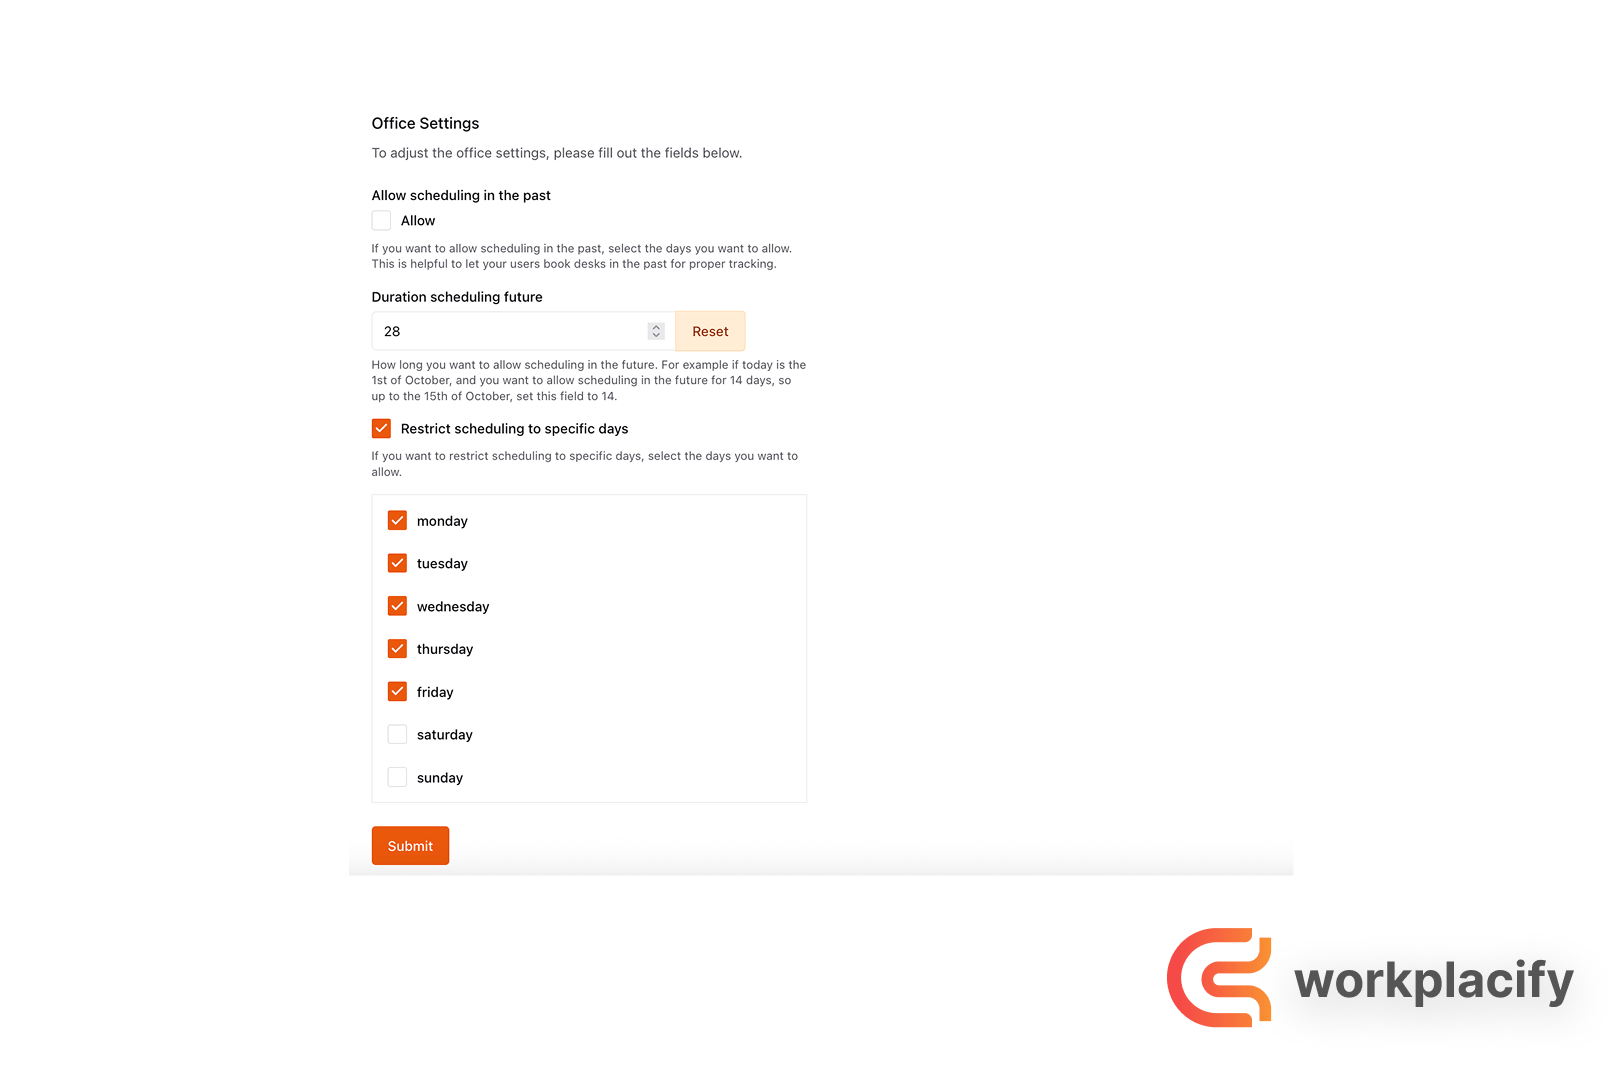 Office Settings
To adjust the office settings, please fill out the fields below.
Allow scheduling in the past
Allow
If you want to allow scheduling in the past, select the days you want to allow.
This is helpful to let your users book desks in the past for proper tracking.
Duration scheduling future
28
Reset
How long you want to allow scheduling in the future. For example if today is the
1st of October, and you want to allow scheduling in the future for 14 days, so
up to the 15th of October, set this field to 14.
Restrict scheduling to specific days
If you want to restrict scheduling to specific days, select the days you want to
allow.
monday
tuesday
wednesday
thursday
friday
saturday
sunday
Submit
workplacify